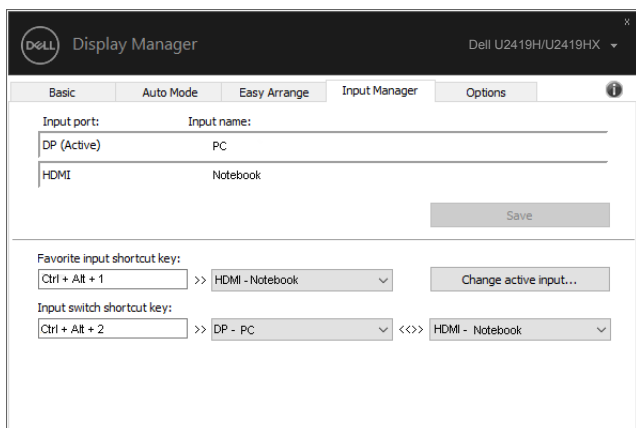 x
DELL Display Manager Dell U2419H/U2419HX
Basic Auto Mode Easy Arrange Input Manager Options i
Input port: Input name:
DP (Active) PC
HDMI Notebook
Save
Favorite input shortcut key:
Ctrl + Alt + 1 >> HDMI - Notebook Change active input...
Input switch shortcut key:
Ctrl + Alt + 2 >> DP - PC <<>> HDMI - Notebook